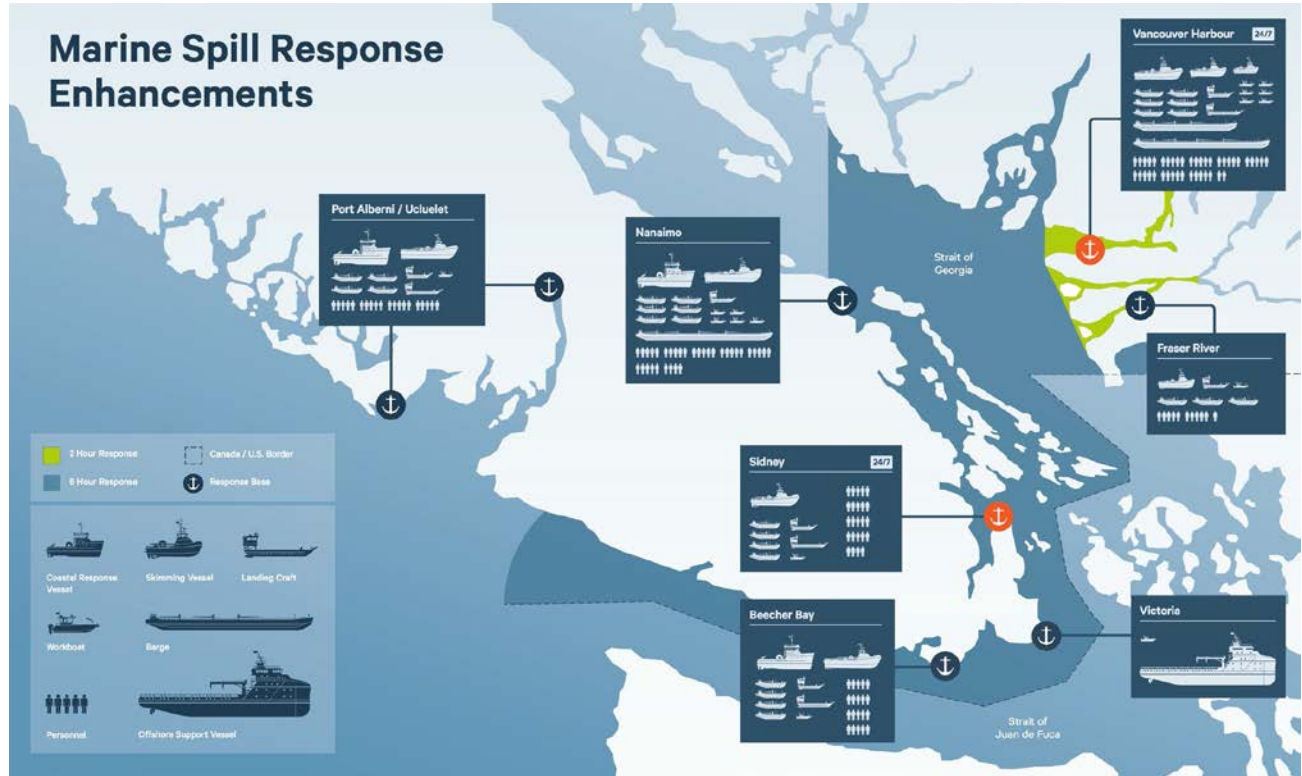 Marine Spill Response
Enhancements
Vancouver Harbour
24/7
Port Alberni / Ucluelet
Nanaimo
Strait of
Georgia
Fraser River
2 Hour Response
Canada / U.S. Border
6 Hour Response
Response Base
Sidney
24/7
Coastal Response
Vessel
Skimming Vessel
Landing Craft
Beecher Bay
Victoria
Workboat
Barge
Personnel
Offshore Support Vessel
Strait of
Juan de Fuca